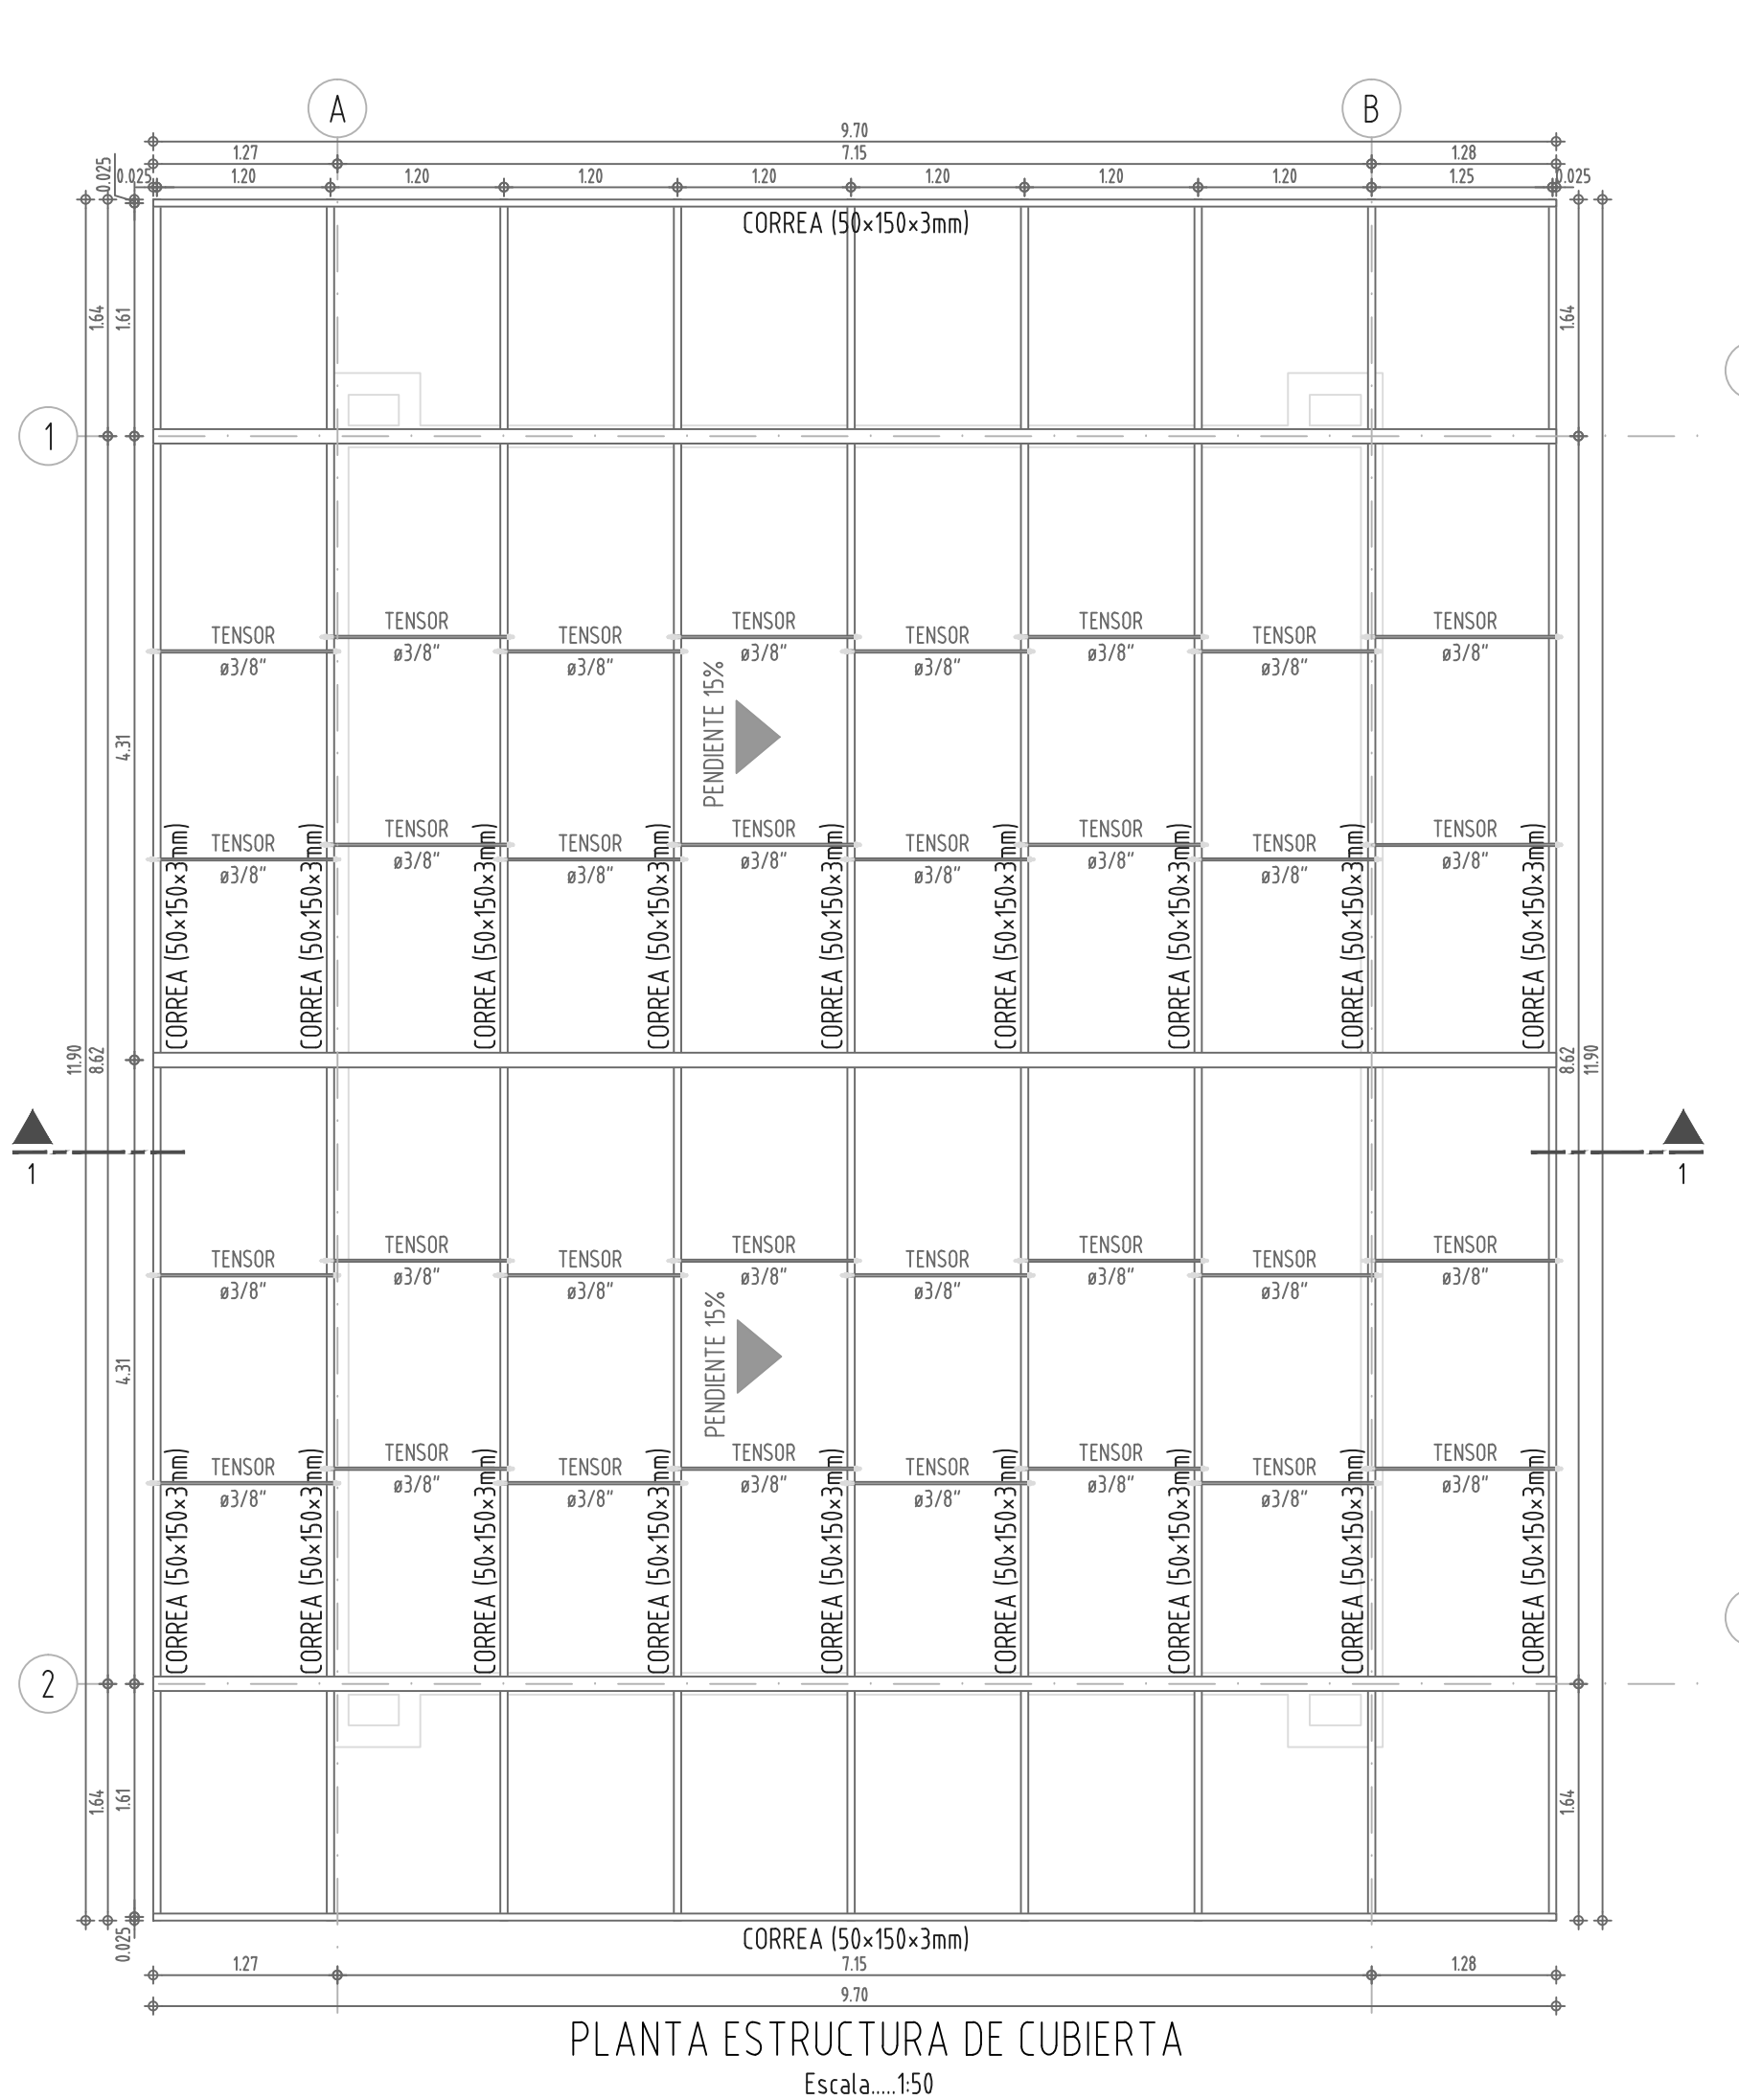 A B
9.70
1.27 7.15 1.28
0.025 0.025 1.20 1.20 1.20 1.20 1.20 1.20 1.20 1.25 0.025
CORREA (50×150×3mm)
1.64 1.61 1.64
1
TENSOR TENSOR TENSOR TENSOR TENSOR TENSOR TENSOR TENSOR
ø3/8" ø3/8" ø3/8" ø3/8" ø3/8" ø3/8" ø3/8" ø3/8"
PENDIENTE 15%
4.31
TENSOR TENSOR TENSOR TENSOR TENSOR TENSOR TENSOR TENSOR
ø3/8" ø3/8" ø3/8" ø3/8" ø3/8" ø3/8" ø3/8" ø3/8"
CORREA (50×150×3mm)
CORREA (50×150×3mm)
CORREA (50×150×3mm)
CORREA (50×150×3mm)
CORREA (50×150×3mm)
CORREA (50×150×3mm)
CORREA (50×150×3mm)
CORREA (50×150×3mm)
CORREA (50×150×3mm)
11.90 8.62 8.62 11.90
1 1
TENSOR TENSOR TENSOR TENSOR TENSOR TENSOR TENSOR TENSOR
ø3/8" ø3/8" ø3/8" ø3/8" ø3/8" ø3/8" ø3/8" ø3/8"
PENDIENTE 15%
4.31
TENSOR TENSOR TENSOR TENSOR TENSOR TENSOR TENSOR TENSOR
ø3/8" ø3/8" ø3/8" ø3/8" ø3/8" ø3/8" ø3/8" ø3/8"
CORREA (50×150×3mm)
CORREA (50×150×3mm)
CORREA (50×150×3mm)
CORREA (50×150×3mm)
CORREA (50×150×3mm)
CORREA (50×150×3mm)
CORREA (50×150×3mm)
CORREA (50×150×3mm)
CORREA (50×150×3mm)
2
1.64 1.61 1.64
0.025
CORREA (50×150×3mm)
1.27 7.15 1.28
9.70
PLANTA ESTRUCTURA DE CUBIERTA
Escala.....1:50